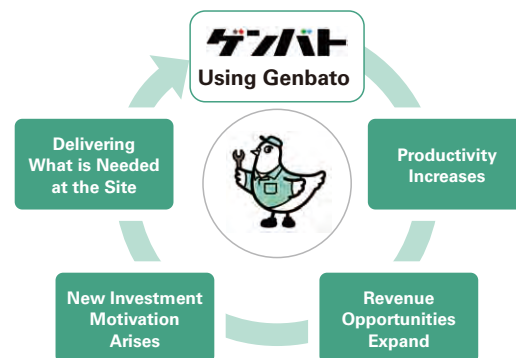 ゲンバト
Using Genbato
Productivity
Increases
Revenue
Opportunities
Expand
New Investment
Motivation
Arises
Delivering
What is Needed
at the Site